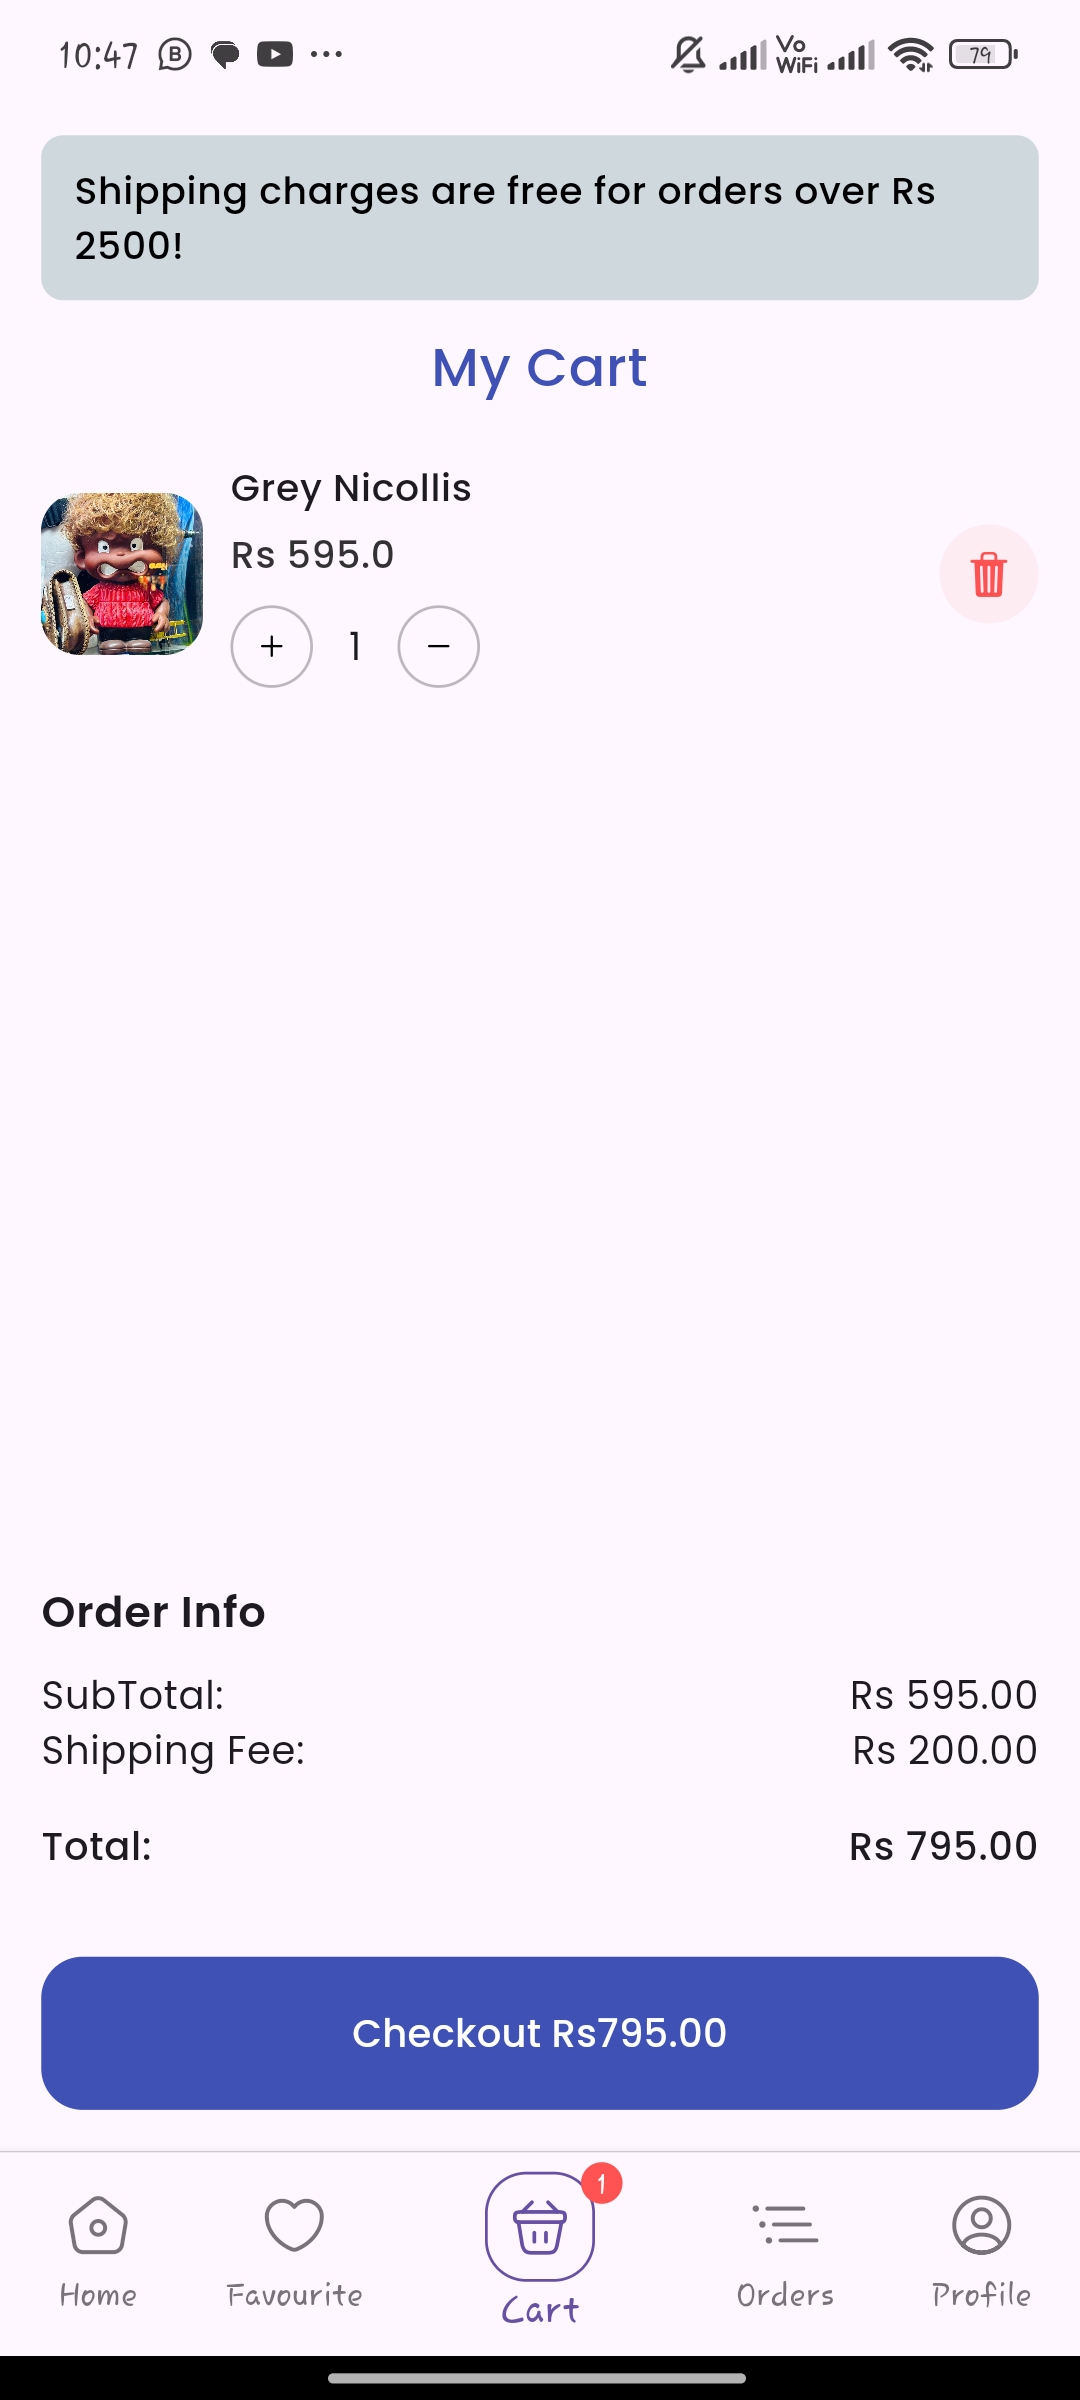 10:47
Vo
WiFi
79
Shipping charges are free for orders over Rs
2500!
My Cart
Grey Nicollis
Rs 595.0
+ 1 −
Order Info
SubTotal: Rs 595.00
Shipping Fee: Rs 200.00
Total: Rs 795.00
Checkout Rs795.00
1
Home Favourite Cart Orders Profile